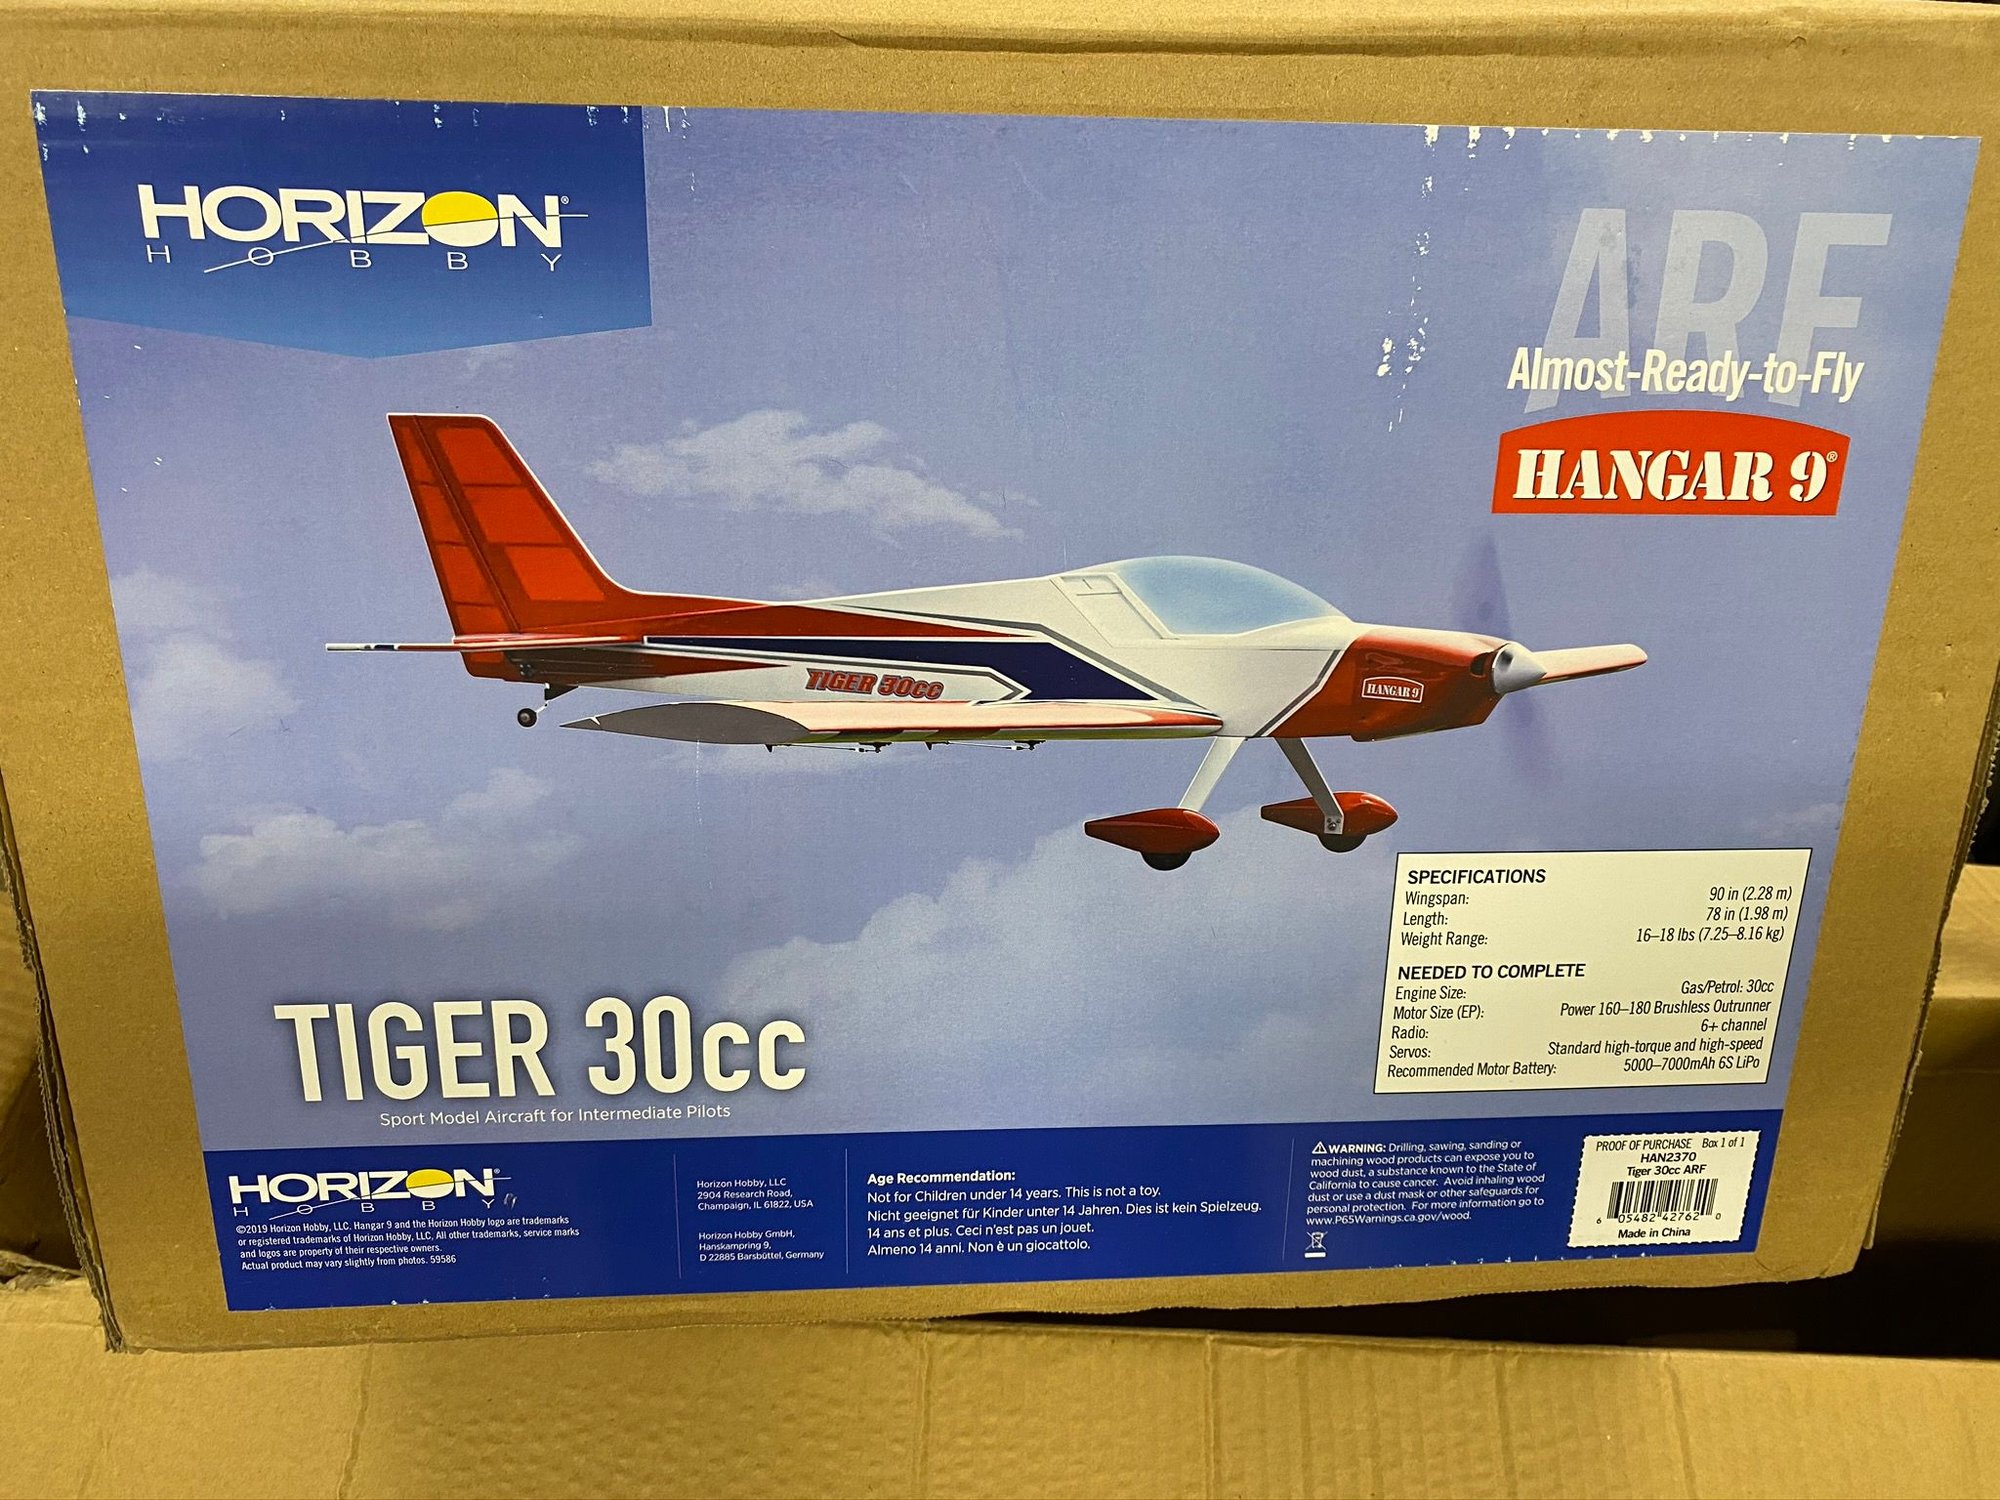 HORIZON®
HOBBY
ARF
Almost-Ready-to-Fly
HANGAR 9®
TIGER 30CC
HANGAR 9
SPECIFICATIONS
Wingspan: 90 in (2.28 m)
Length: 78 in (1.98 m)
Weight Range: 16–18 lbs (7.25–8.16 kg)
NEEDED TO COMPLETE
Engine Size: Gas/Petrol: 30cc
Motor Size (EP): Power 160–180 Brushless Outrunner
Radio: 6+ channel
Servos: Standard high-torque and high-speed
Recommended Motor Battery: 5000–7000mAh 6S LiPo
TIGER 30cc
Sport Model Aircraft for Intermediate Pilots
HORIZON®
HOBBY
©2019 Horizon Hobby, LLC. Hangar 9 and the Horizon Hobby logo are trademarks
or registered trademarks of Horizon Hobby, LLC, All other trademarks, service marks
and logos are property of their respective owners.
Actual product may vary slightly from photos. 59586
Horizon Hobby, LLC
2904 Research Road,
Champaign, IL 61822, USA
Horizon Hobby GmbH,
Hanskampring 9,
D 22885 Barsbüttel, Germany
Age Recommendation:
Not for Children under 14 years. This is not a toy.
Nicht geeignet für Kinder unter 14 Jahren. Dies ist kein Spielzeug.
14 ans et plus. Ceci n'est pas un jouet.
Almeno 14 anni. Non è un giocattolo.
⚠WARNING: Drilling, sawing, sanding or
machining wood products can expose you to
wood dust, a substance known to the State of
California to cause cancer. Avoid inhaling wood
dust or use a dust mask or other safeguards for
personal protection. For more information go to
www.P65Warnings.ca.gov/wood.
PROOF OF PURCHASE Box 1 of 1
HAN2370
Tiger 30cc ARF
6 05482 42762 0
Made in China